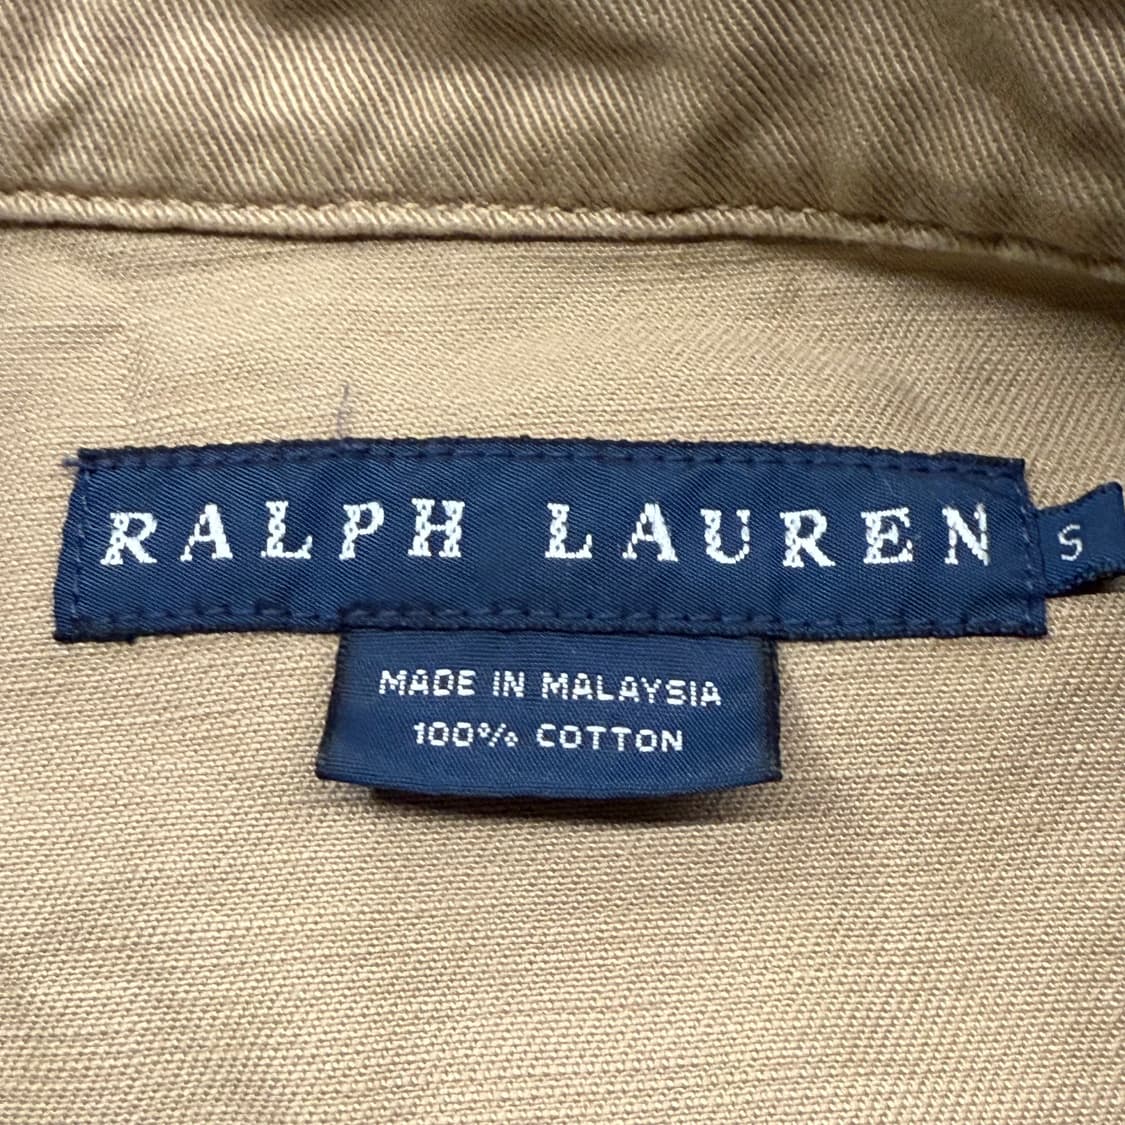 RALPH LAUREN
S
MADE IN MALAYSIA
100% COTTON